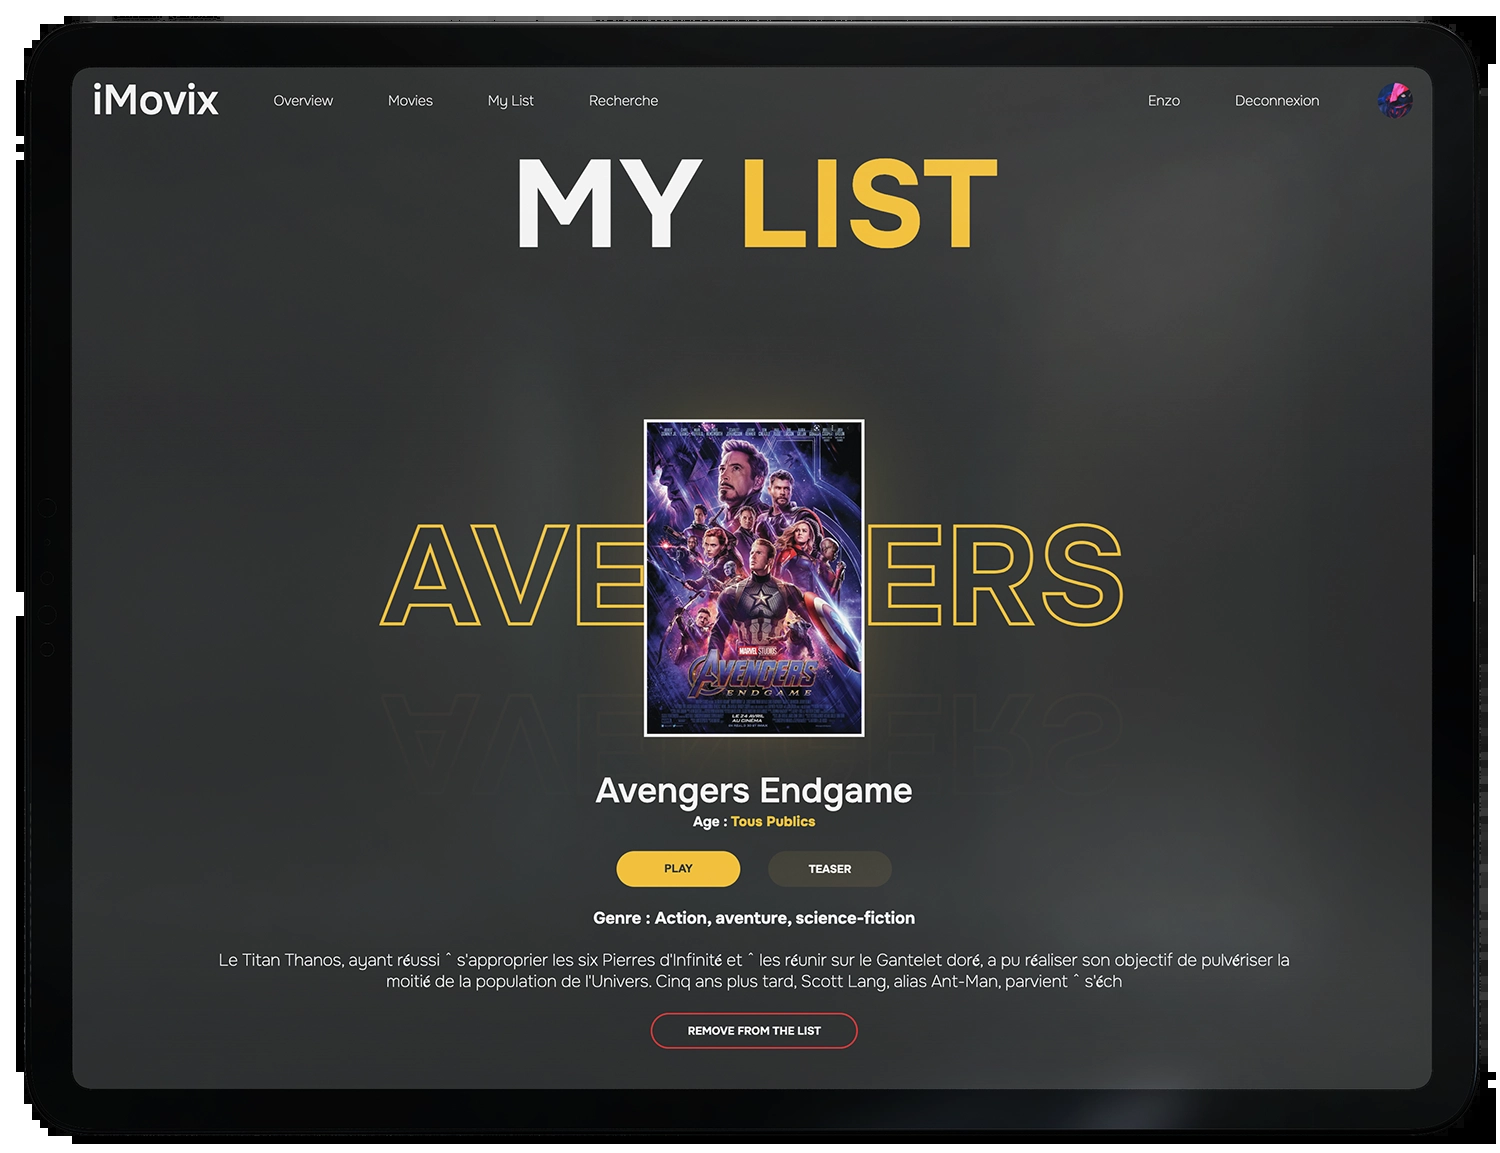 iMovix
Overview
Movies
My List
Recherche
Enzo
Deconnexion
MY LIST
AVE ERS
MARVEL STUDIOS
AVENGERS
ENDGAME
LE 24 AVRIL
AU CINÉMA
Avengers Endgame
Age : Tous Publics
PLAY
TEASER
Genre : Action, aventure, science-fiction
Le Titan Thanos, ayant réussi ˆ s'approprier les six Pierres d'Infinité et ˆ les réunir sur le Gantelet doré, a pu réaliser son objectif de pulvériser la
moitié de la population de l'Univers. Cinq ans plus tard, Scott Lang, alias Ant-Man, parvient ˆ s'éch
REMOVE FROM THE LIST